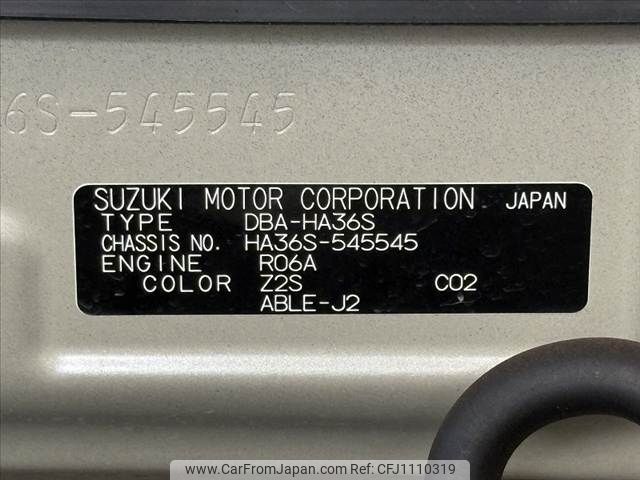 6S-545545
SUZUKI MOTOR CORPORATION JAPAN
TYPE DBA-HA36S
CHASSIS NO. HA36S-545545
ENGINE R06A
COLOR Z2S C02
ABLE-J2
www.CarFromJapan.com Ref:CFJ1110319